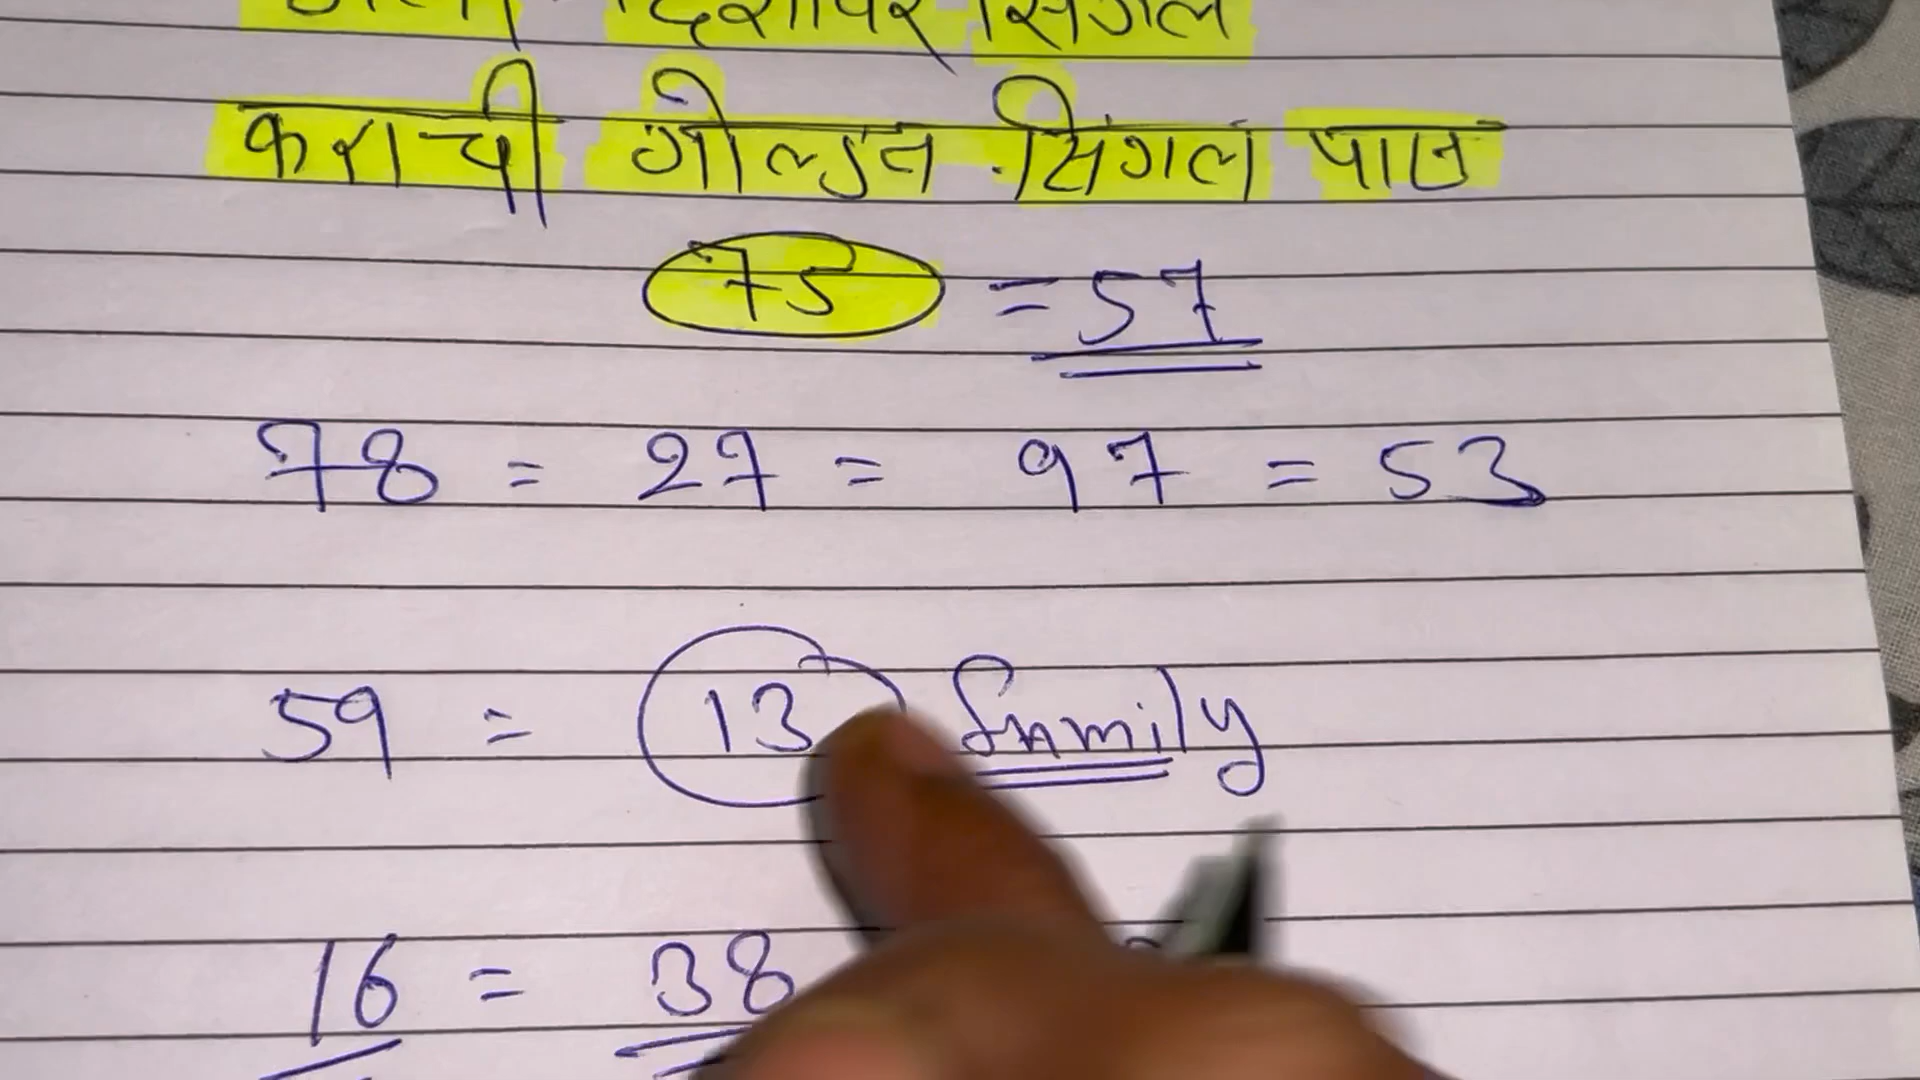 दिशावर सिंगल
कराची गोल्डन सिंगल पास
75 = 57
78 = 27 = 97 = 53
59 = 13 family
16 = 38